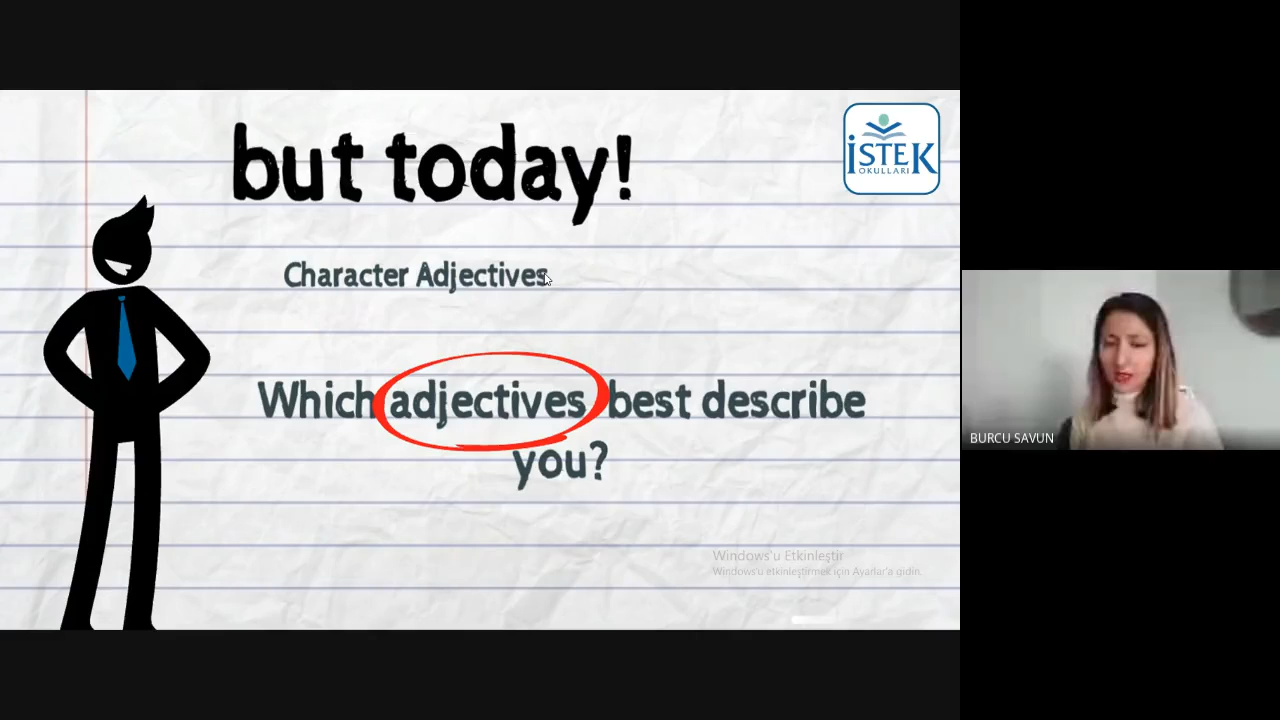 but today!
İSTEK
OKULLARI
Character Adjectives
Which adjectives best describe
you?
BURCU SAVUN
Windows'u Etkinleştir
Windows'u etkinleştirmek için Ayarlar'a gidin.